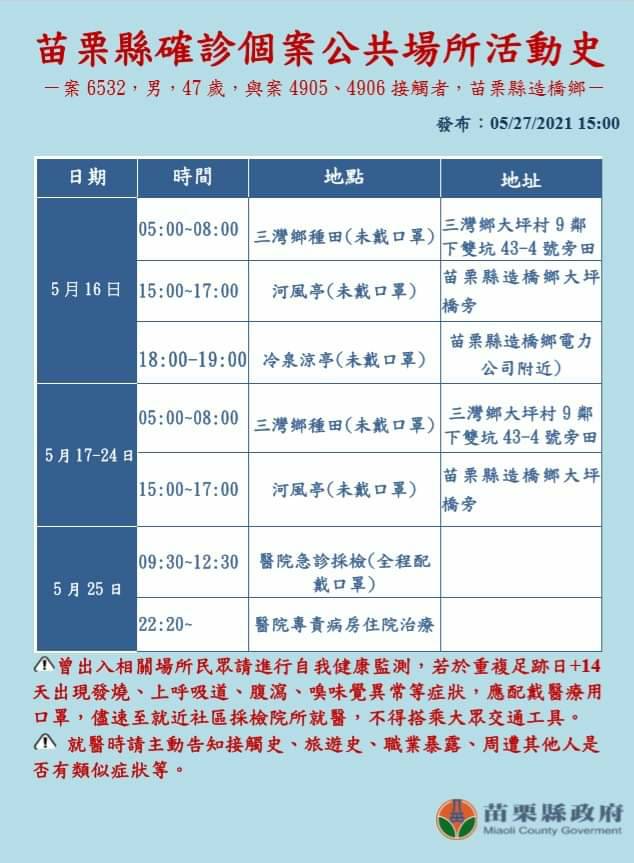 苗栗縣確診個案公共場所活動史
－案 6532，男，47 歲，與案 4905、4906 接觸者，苗栗縣造橋鄉－
發布：05/27/2021 15:00
日期 時間 地點 地址
5月16日
05:00~08:00 三灣鄉種田(未戴口罩) 三灣鄉大坪村 9 鄰
下雙坑 43-4 號旁田
15:00~17:00 河風亭(未戴口罩) 苗栗縣造橋鄉大坪
橋旁
18:00-19:00 冷泉涼亭(未戴口罩) 苗栗縣造橋鄉電力
公司附近)
5月17-24日
05:00~08:00 三灣鄉種田(未戴口罩) 三灣鄉大坪村 9 鄰
下雙坑 43-4 號旁田
15:00~17:00 河風亭(未戴口罩) 苗栗縣造橋鄉大坪
橋旁
5月25日
09:30~12:30 醫院急診採檢(全程配
戴口罩)
22:20~ 醫院專責病房住院治療
⚠曾出入相關場所民眾請進行自我健康監測，若於重複足跡日+14
天出現發燒、上呼吸道、腹瀉、嗅味覺異常等症狀，應配戴醫療用
口罩，儘速至就近社區採檢院所就醫，不得搭乘大眾交通工具。
⚠ 就醫時請主動告知接觸史、旅遊史、職業暴露、周遭其他人是
否有類似症狀等。
苗栗縣政府
Miaoli County Goverment